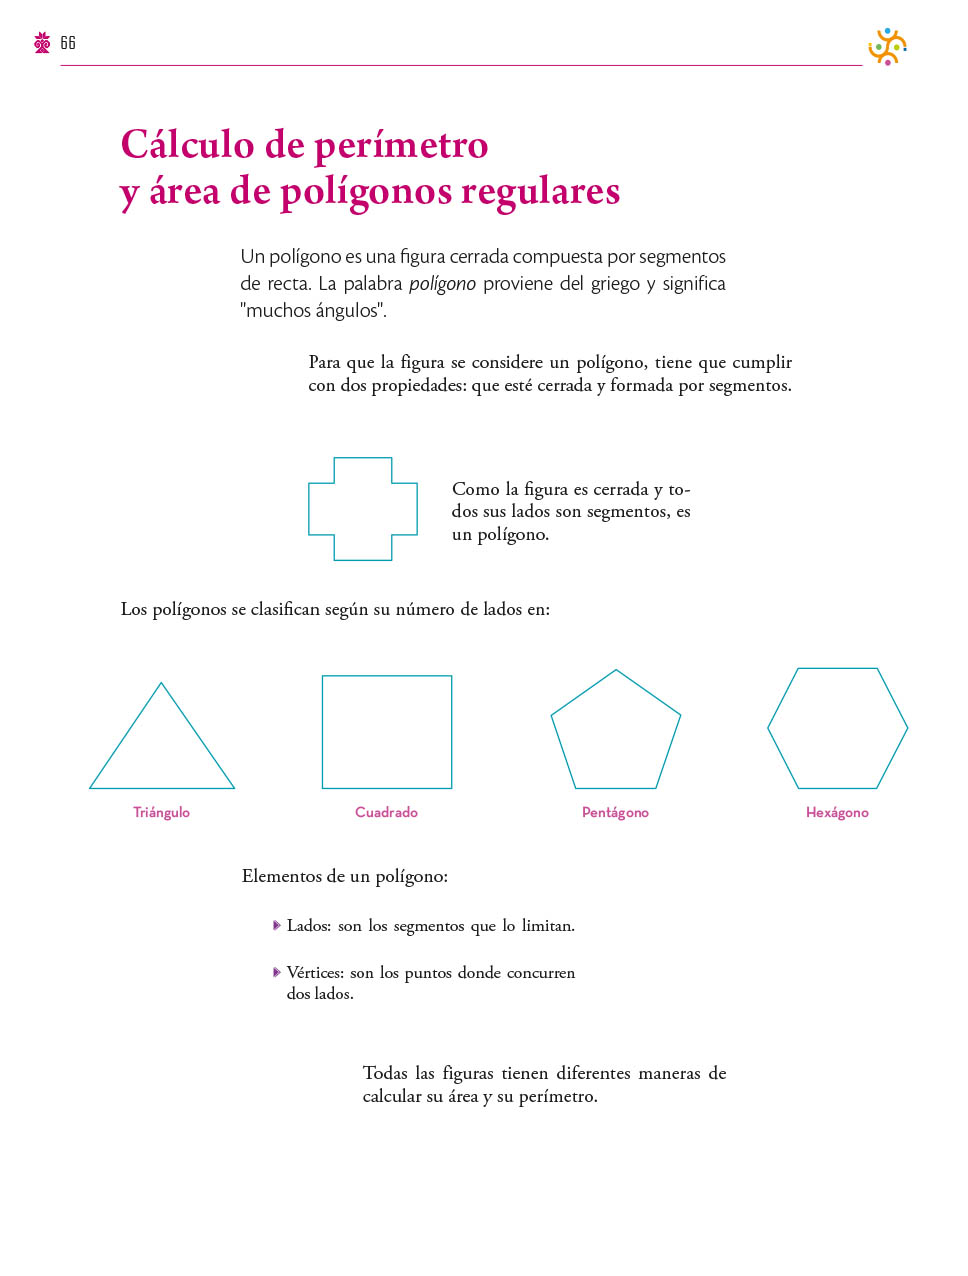 66
Cálculo de perímetro
y área de polígonos regulares
Un polígono es una figura cerrada compuesta por segmentos
de recta. La palabra polígono proviene del griego y significa
"muchos ángulos".
Para que la figura se considere un polígono, tiene que cumplir
con dos propiedades: que esté cerrada y formada por segmentos.
Como la figura es cerrada y to-
dos sus lados son segmentos, es
un polígono.
Los polígonos se clasifican según su número de lados en:
Triángulo
Cuadrado
Pentágono
Hexágono
Elementos de un polígono:
Lados: son los segmentos que lo limitan.
Vértices: son los puntos donde concurren
dos lados.
Todas las figuras tienen diferentes maneras de
calcular su área y su perímetro.